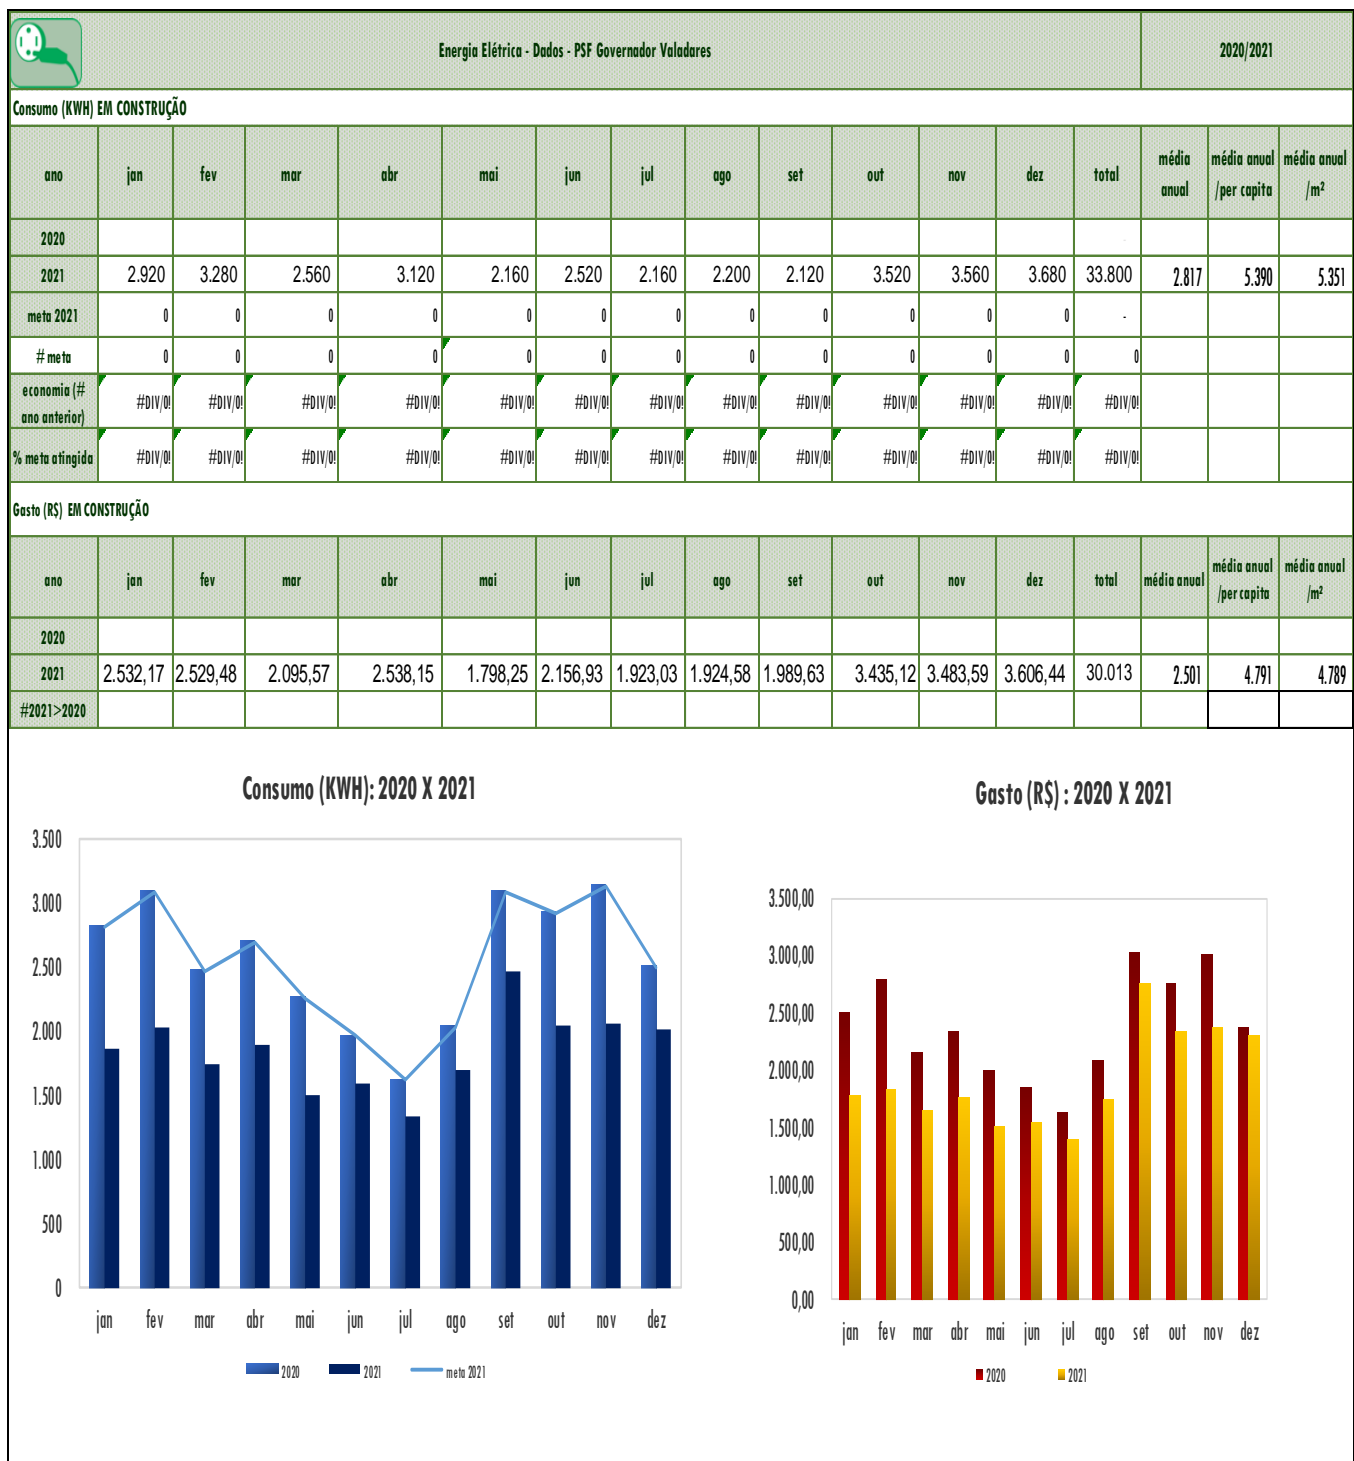 Energia Elétrica - Dados - PSF Governador Valadares 2020/2021
Consumo (KWH) EM CONSTRUÇÃO
ano jan fev mar abr mai jun jul ago set out nov dez total média anual média anual /per capita média anual /m²
2020
2021 2.920 3.280 2.560 3.120 2.160 2.520 2.160 2.200 2.120 3.520 3.560 3.680 33.800 2.817 5.390 5.351
meta 2021 0 0 0 0 0 0 0 0 0 0 0 0 -
# meta 0 0 0 0 0 0 0 0 0 0 0 0 0
economia (# ano anterior) #DIV/0! #DIV/0! #DIV/0! #DIV/0! #DIV/0! #DIV/0! #DIV/0! #DIV/0! #DIV/0! #DIV/0! #DIV/0! #DIV/0! #DIV/0!
% meta atingida #DIV/0! #DIV/0! #DIV/0! #DIV/0! #DIV/0! #DIV/0! #DIV/0! #DIV/0! #DIV/0! #DIV/0! #DIV/0! #DIV/0! #DIV/0!
Gasto (R$) EM CONSTRUÇÃO
ano jan fev mar abr mai jun jul ago set out nov dez total média anual média anual /per capita média anual /m²
2020
2021 2.532,17 2.529,48 2.095,57 2.538,15 1.798,25 2.156,93 1.923,03 1.924,58 1.989,63 3.435,12 3.483,59 3.606,44 30.013 2.501 4.791 4.789
#2021>2020
Consumo (KWH): 2020 X 2021
3.500
3.000
2.500
2.000
1.500
1.000
500
0
jan fev mar abr mai jun jul ago set out nov dez
2020 2021 meta 2021
Gasto (R$) : 2020 X 2021
3.500,00
3.000,00
2.500,00
2.000,00
1.500,00
1.000,00
500,00
0,00
jan fev mar abr mai jun jul ago set out nov dez
2020 2021